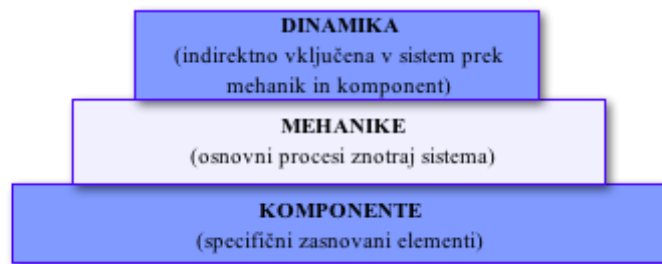 DINAMIKA
(indirektno vključena v sistem prek
mehanik in komponent)
MEHANIKE
(osnovni procesi znotraj sistema)
KOMPONENTE
(specifični zasnovani elementi)